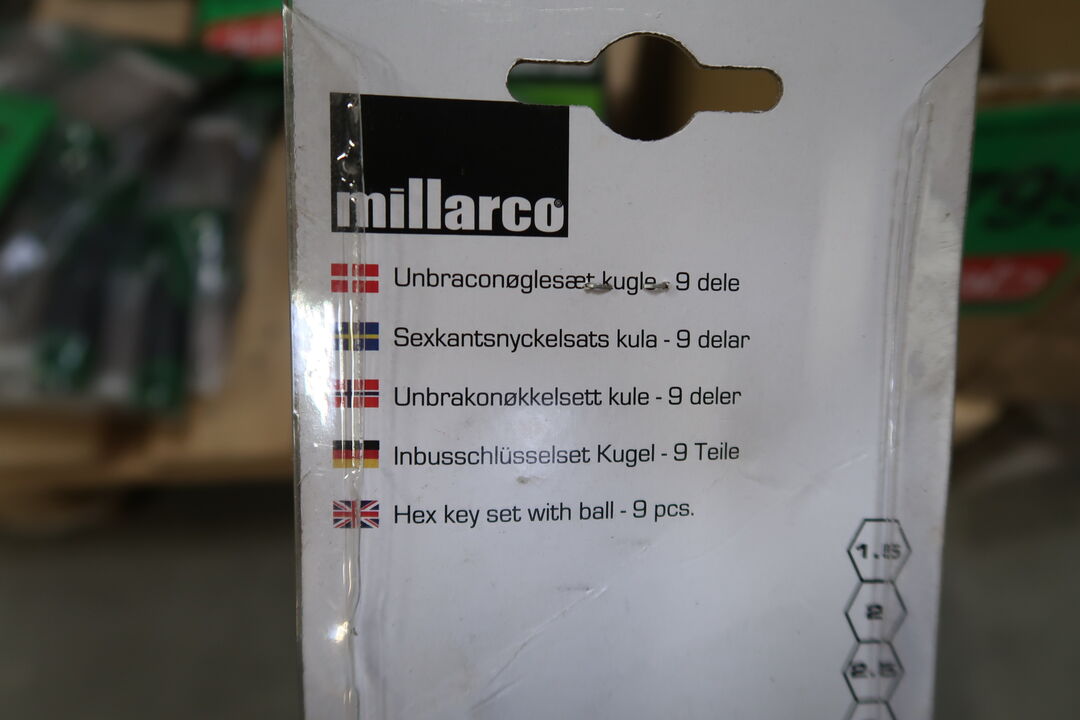 millarco®
Unbraconøglesæt kugle - 9 dele
Sexkantsnyckelsats kula - 9 delar
Unbrakonøkkelsett kule - 9 deler
Inbusschlüsselset Kugel - 9 Teile
Hex key set with ball - 9 pcs.
1.5
2
2.5